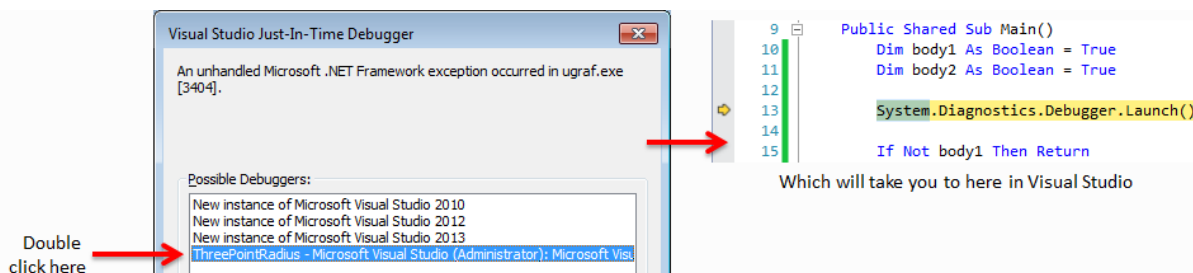 Visual Studio Just-In-Time Debugger
An unhandled Microsoft .NET Framework exception occurred in ugraf.exe
[3404].
Possible Debuggers:
New instance of Microsoft Visual Studio 2010
New instance of Microsoft Visual Studio 2012
New instance of Microsoft Visual Studio 2013
ThreePointRadius - Microsoft Visual Studio (Administrator): Microsoft Visu
Double
click here
9 Public Shared Sub Main()
10 Dim body1 As Boolean = True
11 Dim body2 As Boolean = True
12
13 System.Diagnostics.Debugger.Launch()
14
15 If Not body1 Then Return
Which will take you to here in Visual Studio